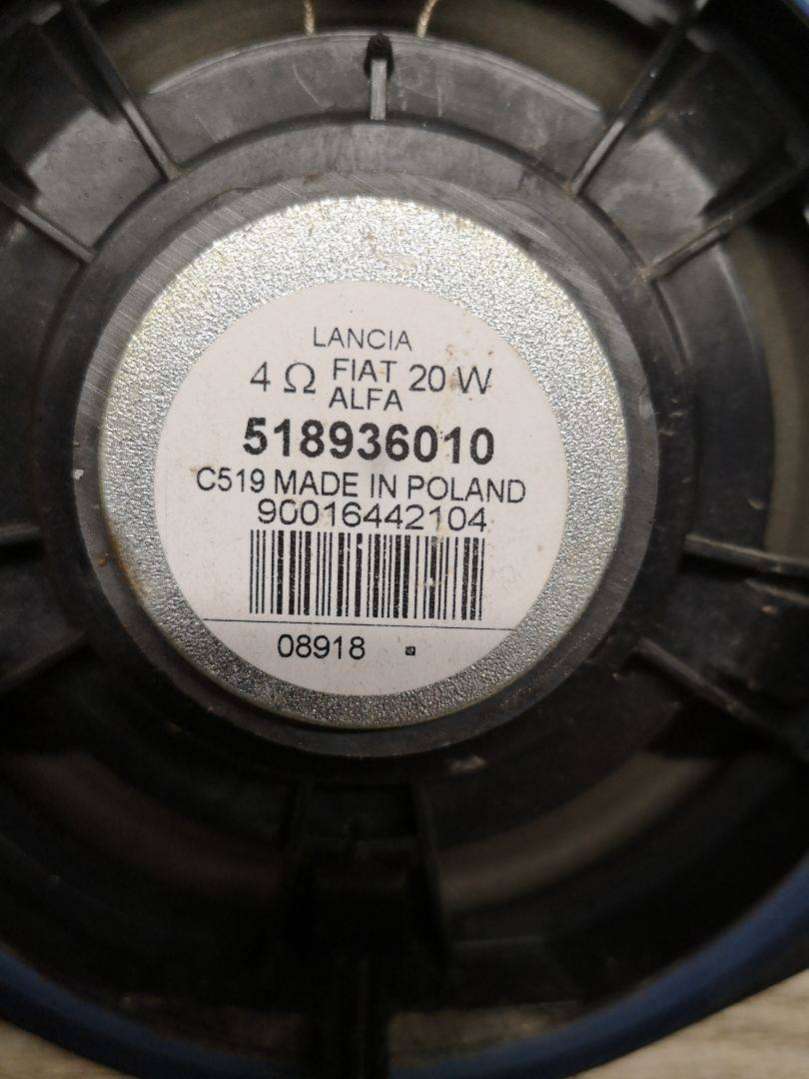 LANCIA
4 Ω FIAT 20 W
ALFA
518936010
C519 MADE IN POLAND
90016442104
08918